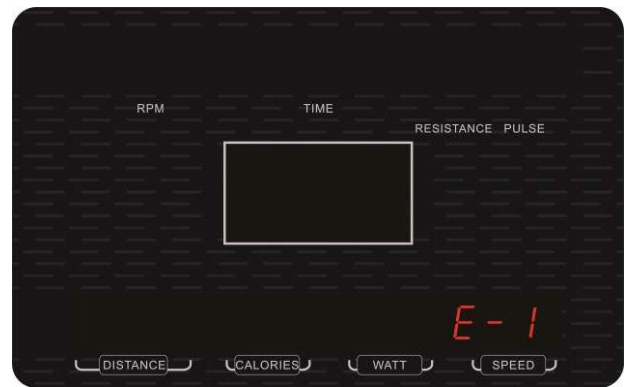 RPM TIME
RESISTANCE PULSE
E-1
DISTANCE CALORIES WATT SPEED